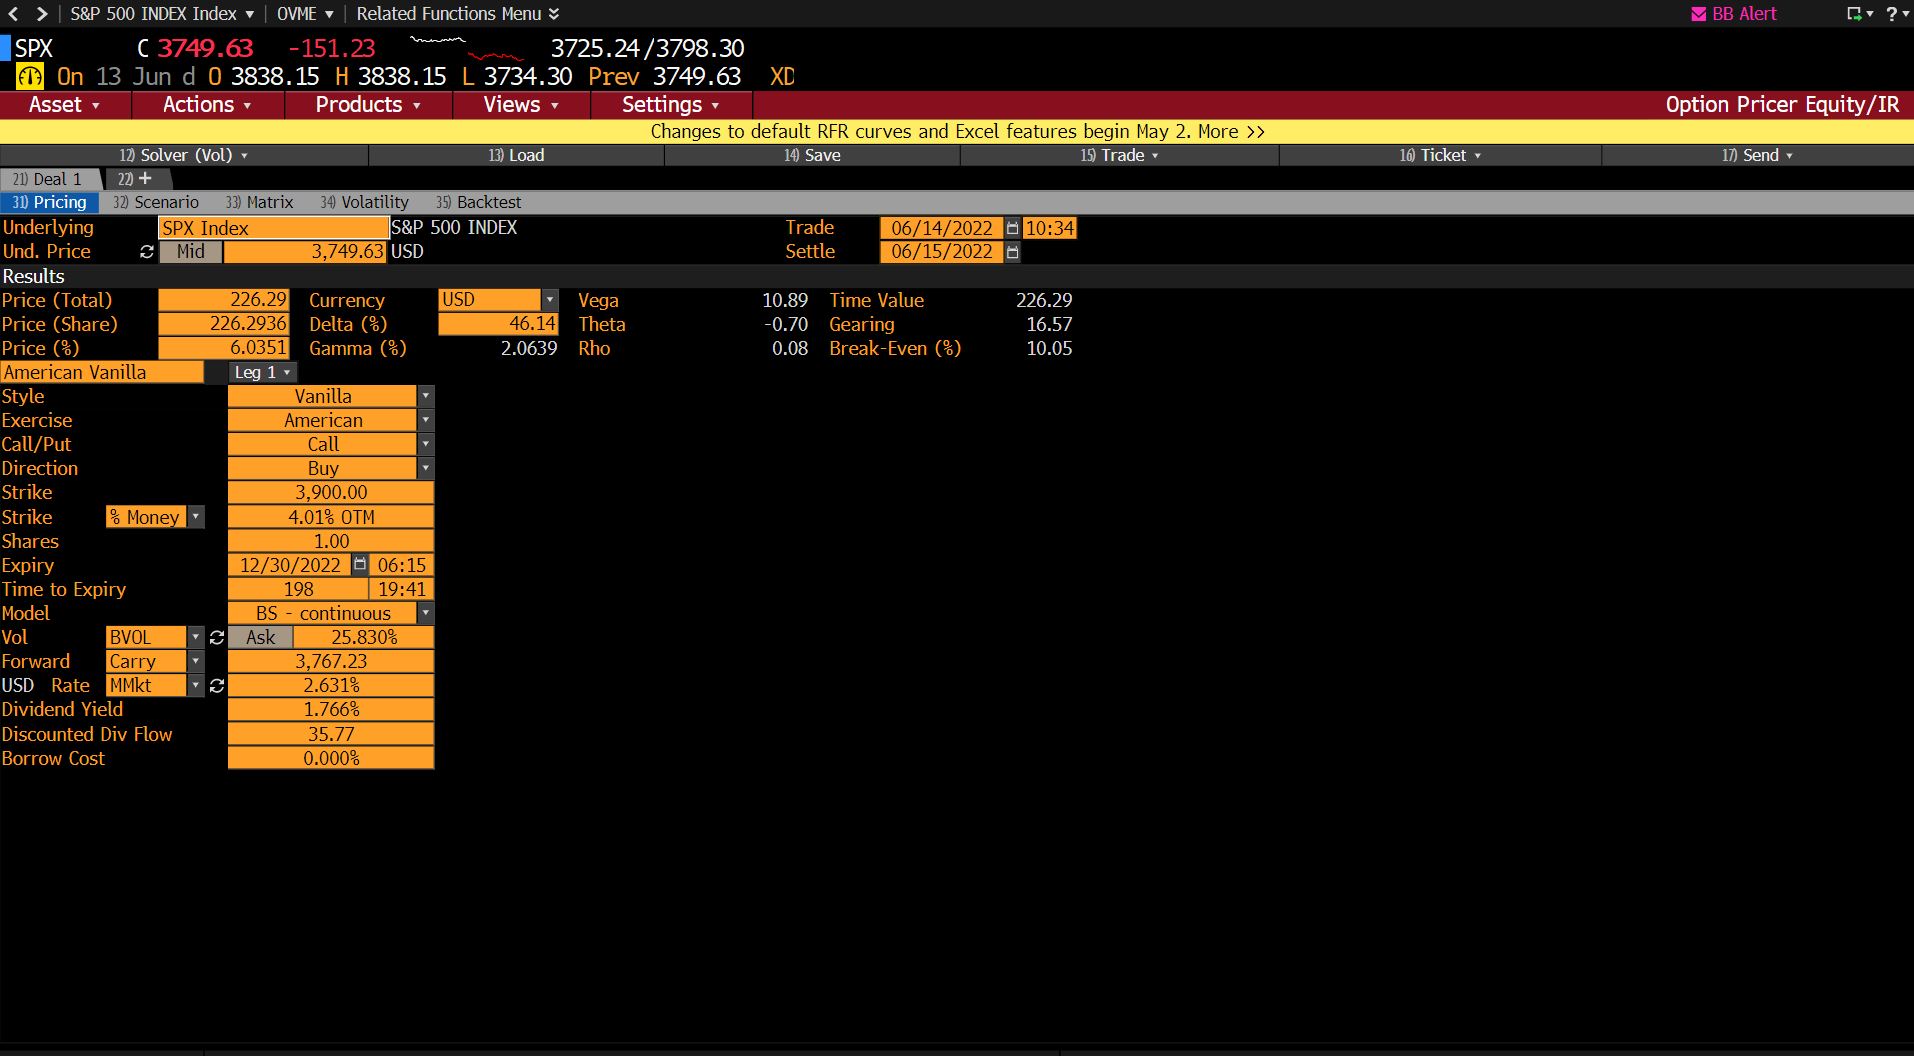 S&P 500 INDEX Index OVME Related Functions Menu BB Alert ?
SPX C 3749.63 -151.23 3725.24/3798.30
On 13 Jun d O 3838.15 H 3838.15 L 3734.30 Prev 3749.63 XD
Asset Actions Products Views Settings Option Pricer Equity/IR
Changes to default RFR curves and Excel features begin May 2. More >>
12) Solver (Vol) 13) Load 14) Save 15) Trade 16) Ticket 17) Send
21) Deal 1 22) +
31) Pricing 32) Scenario 33) Matrix 34) Volatility 35) Backtest
Underlying SPX Index S&P 500 INDEX Trade 06/14/2022 10:34
Und. Price Mid 3,749.63 USD Settle 06/15/2022
Results
Price (Total) 226.29 Currency USD Vega 10.89 Time Value 226.29
Price (Share) 226.2936 Delta (%) 46.14 Theta -0.70 Gearing 16.57
Price (%) 6.0351 Gamma (%) 2.0639 Rho 0.08 Break-Even (%) 10.05
American Vanilla Leg 1
Style Vanilla
Exercise American
Call/Put Call
Direction Buy
Strike 3,900.00
Strike % Money 4.01% OTM
Shares 1.00
Expiry 12/30/2022 06:15
Time to Expiry 198 19:41
Model BS - continuous
Vol BVOL Ask 25.830%
Forward Carry 3,767.23
USD Rate MMkt 2.631%
Dividend Yield 1.766%
Discounted Div Flow 35.77
Borrow Cost 0.000%